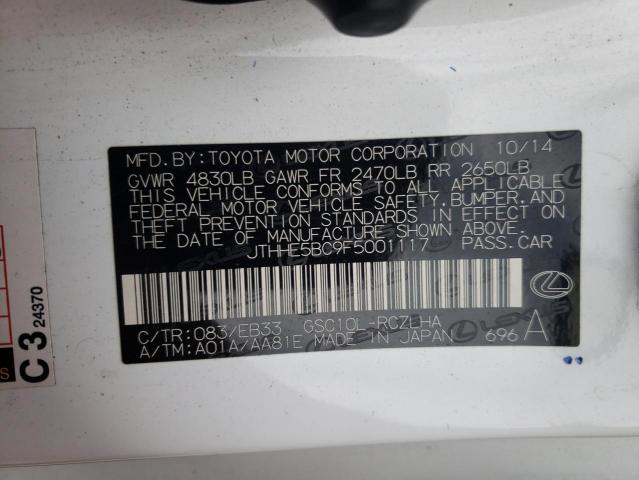 MFD.BY:TOYOTA MOTOR CORPORATION 10/14
GVWR 4830LB GAWR FR 2470LB RR 2650LB
THIS VEHICLE CONFORMS TO ALL APPLICABLE
FEDERAL MOTOR VEHICLE SAFETY,BUMPER,AND
THEFT PREVENTION STANDARDS IN EFFECT ON
THE DATE OF MANUFACTURE SHOWN ABOVE.
JTHHE5BC9F5001117 PASS.CAR
C/TR:083/EB33 GSC10L-RCZLHA
A/TM:A01A/AA81E MADE IN JAPAN 696 A
LEXUS
C 3 24370
S